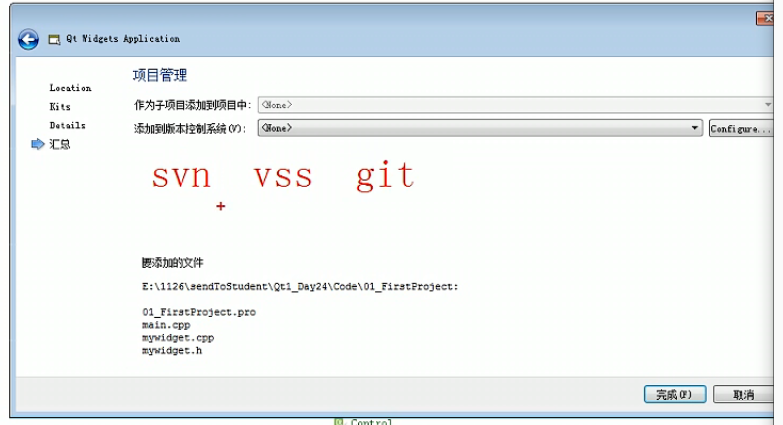 Qt Widgets Application
项目管理
Location
Kits
Details
汇总
作为子项目添加到项目中: <None>
添加到版本控制系统(V): <None> Configure...
svn vss git
要添加的文件
E:\1126\sendToStudent\Qt1_Day24\Code\01_FirstProject:
01_FirstProject.pro
main.cpp
mywidget.cpp
mywidget.h
完成(F) 取消
Control